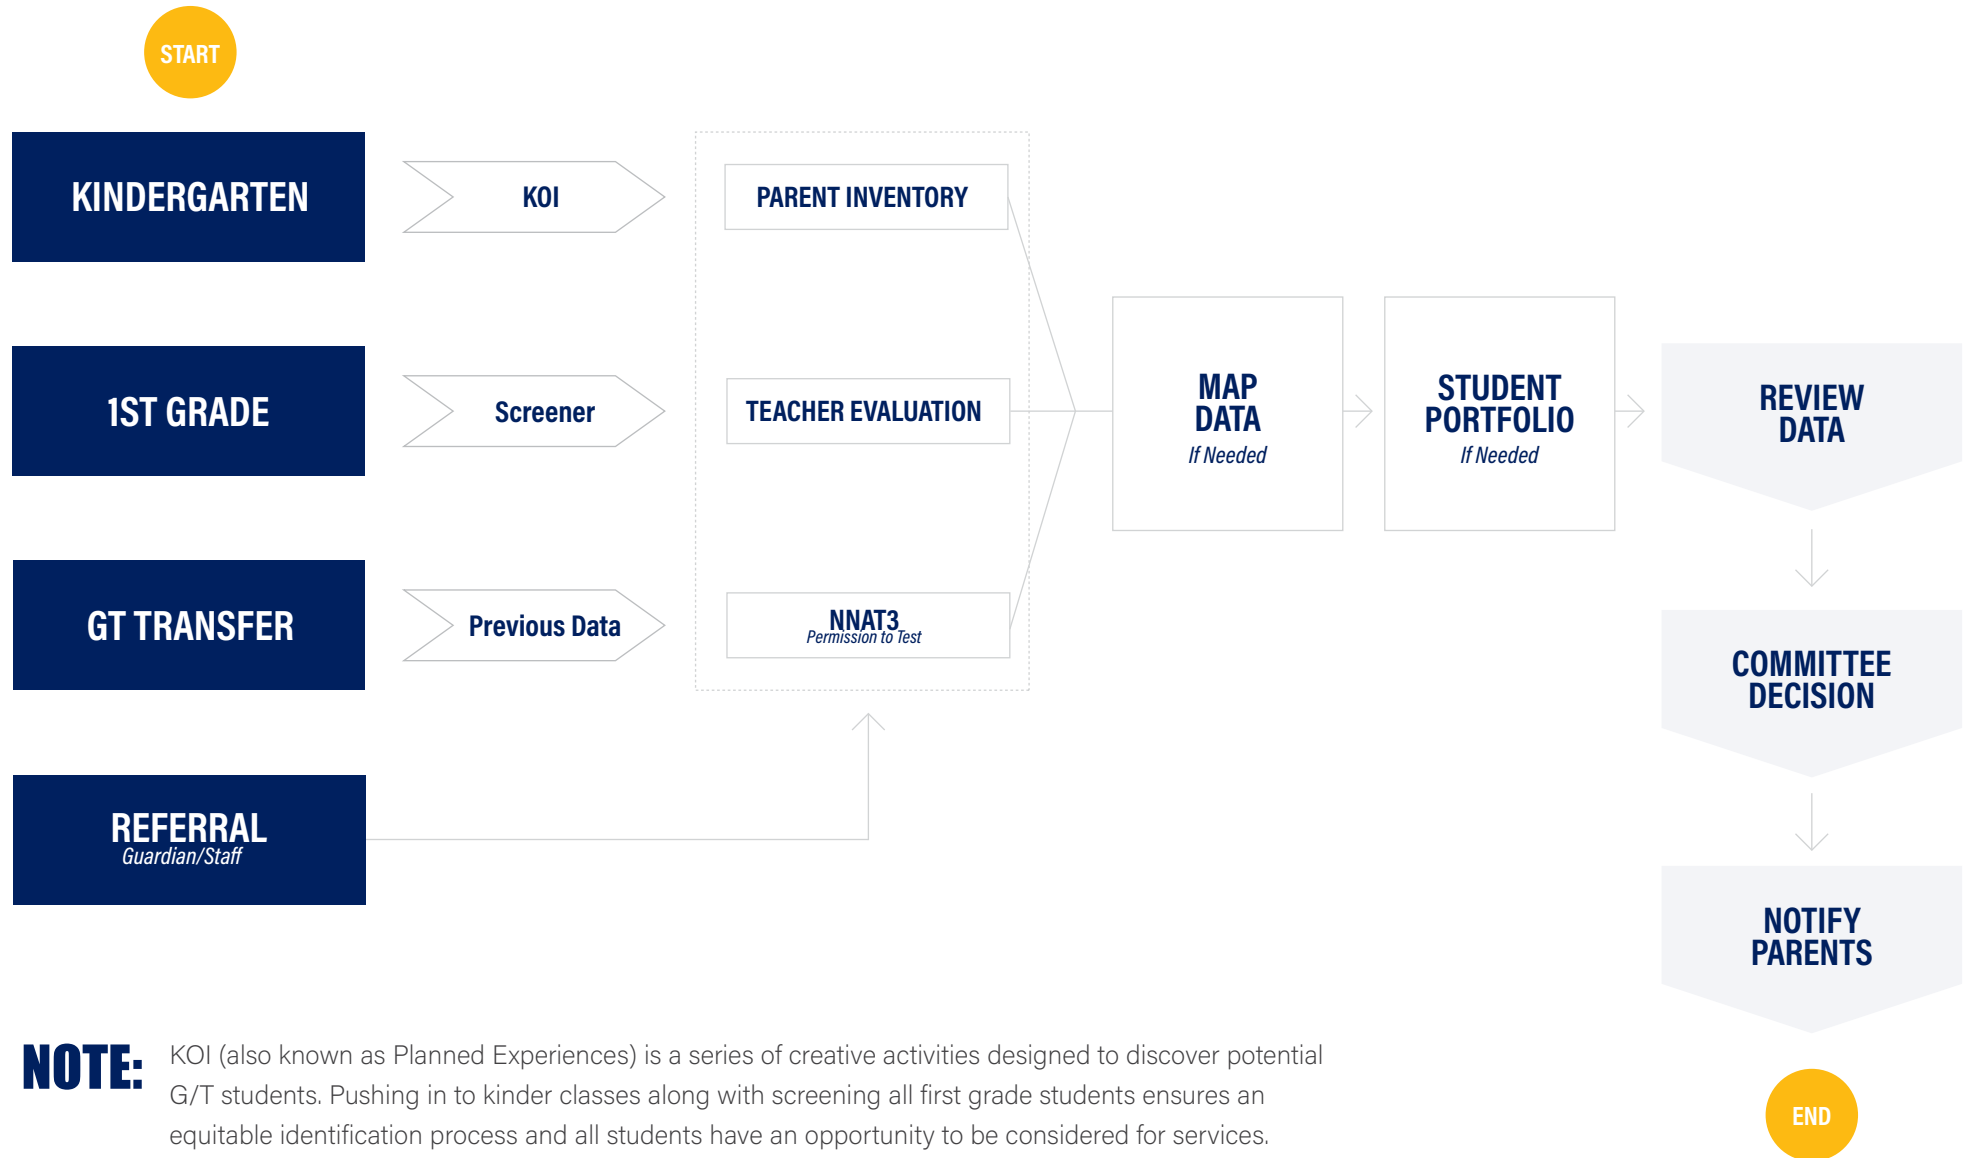 START
KINDERGARTEN
KOI
PARENT INVENTORY
1ST GRADE
Screener
TEACHER EVALUATION
GT TRANSFER
Previous Data
NNAT3
Permission to Test
REFERRAL
Guardian/Staff
MAP
DATA
If Needed
STUDENT
PORTFOLIO
If Needed
REVIEW
DATA
COMMITTEE
DECISION
NOTIFY
PARENTS
END
NOTE:
KOI (also known as Planned Experiences) is a series of creative activities designed to discover potential
G/T students. Pushing in to kinder classes along with screening all first grade students ensures an
equitable identification process and all students have an opportunity to be considered for services.